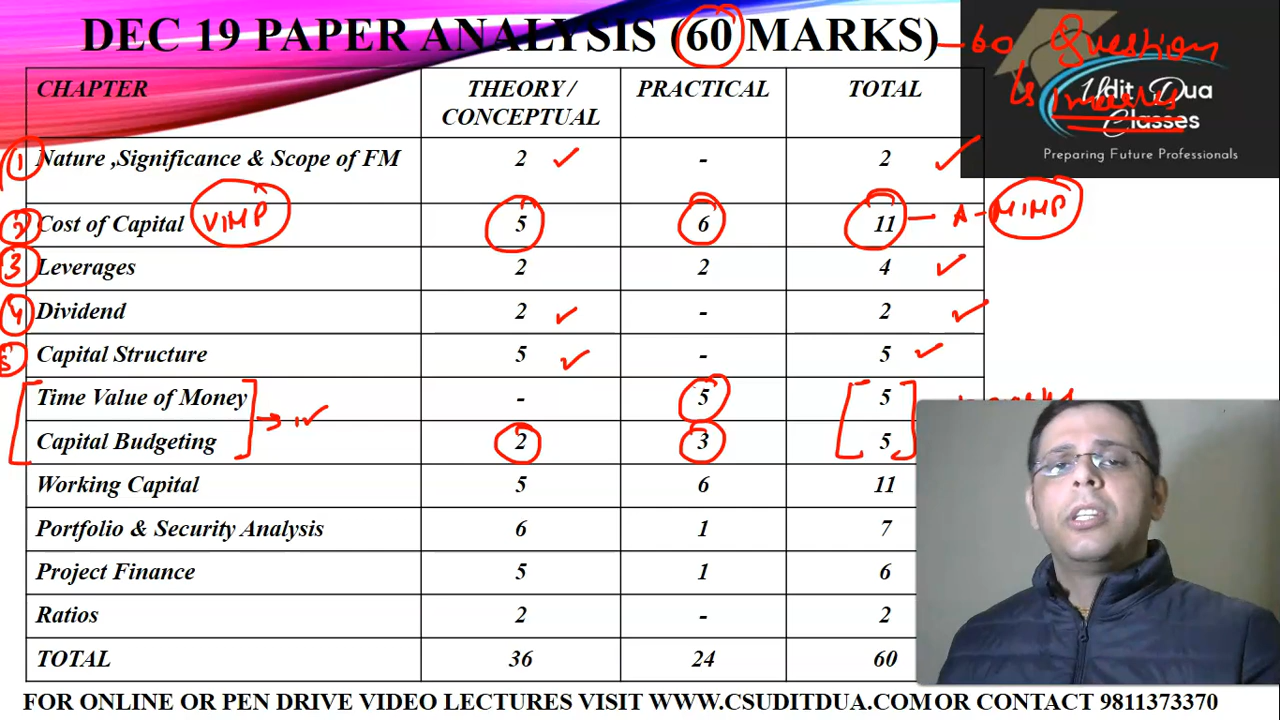 DEC 19 PAPER ANALYSIS (60 MARKS) - 60 Question
↳ 1 marks
Udit Dua
Classes
Preparing Future Professionals
CHAPTER THEORY / CONCEPTUAL PRACTICAL TOTAL
1 Nature ,Significance & Scope of FM 2 - 2
2 Cost of Capital VIMP 5 6 11 - A - MIMP
3 Leverages 2 2 4
4 Dividend 2 - 2
5 Capital Structure 5 - 5
Time Value of Money - 5 5
Capital Budgeting 2 3 5
Working Capital 5 6 11
Portfolio & Security Analysis 6 1 7
Project Finance 5 1 6
Ratios 2 - 2
TOTAL 36 24 60
FOR ONLINE OR PEN DRIVE VIDEO LECTURES VISIT WWW.CSUDITDUA.COM OR CONTACT 9811373370